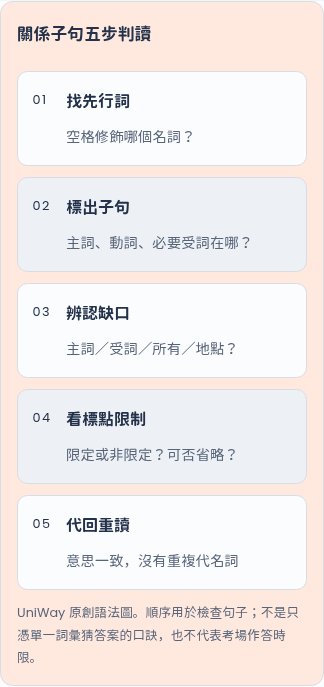 關係子句五步判讀
01 找先行詞
空格修飾哪個名詞？
02 標出子句
主詞、動詞、必要受詞在哪？
03 辨認缺口
主詞／受詞／所有／地點？
04 看標點限制
限定或非限定？可否省略？
05 代回重讀
意思一致，沒有重複代名詞
UniWay 原創語法圖。順序用於檢查句子；不是只
憑單一詞彙猜答案的口訣，也不代表考場作答時
限。